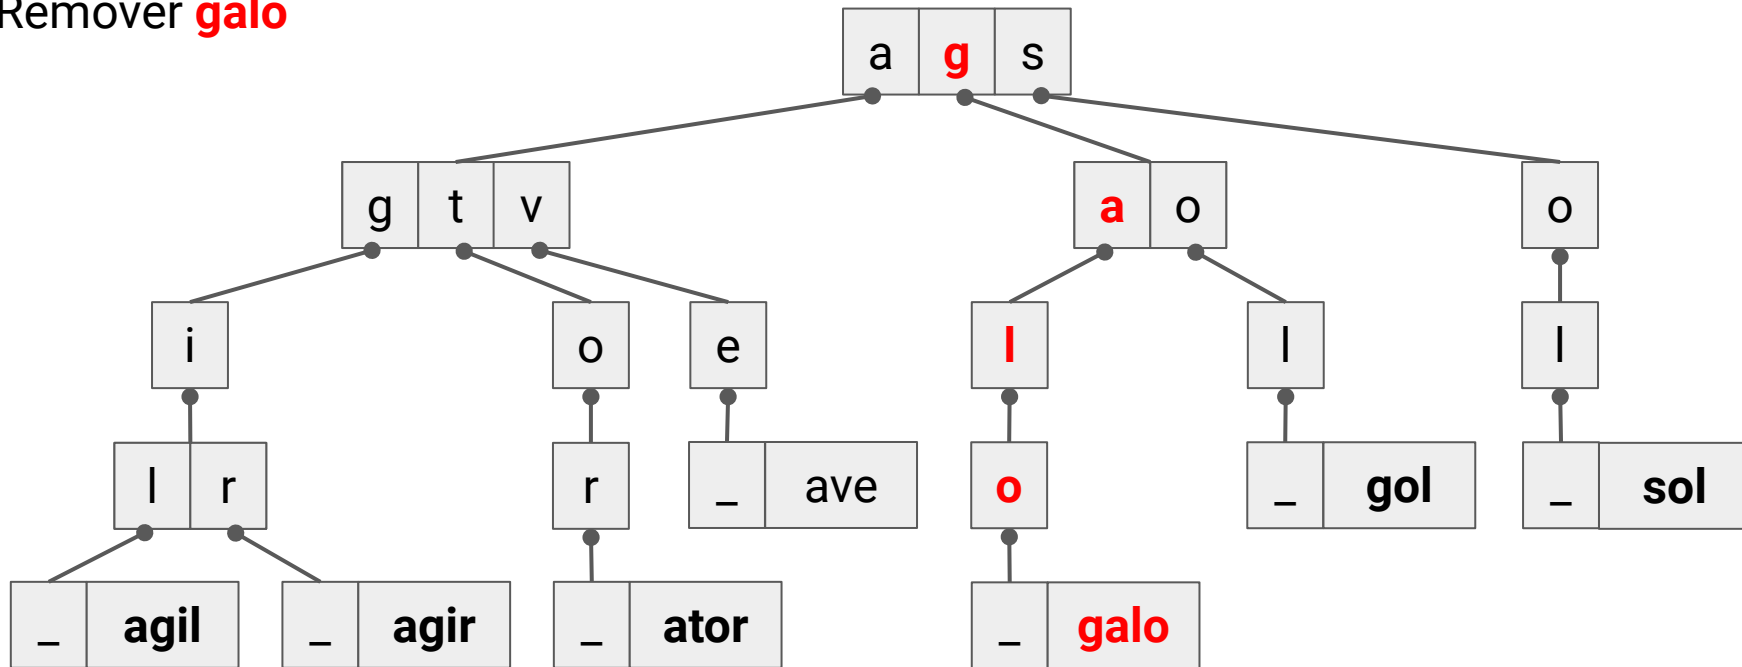 Remover galo
a g s
g t v a o o
i o e l l l
l r r _ ave o _ gol _ sol
_ agil _ agir _ ator _ galo